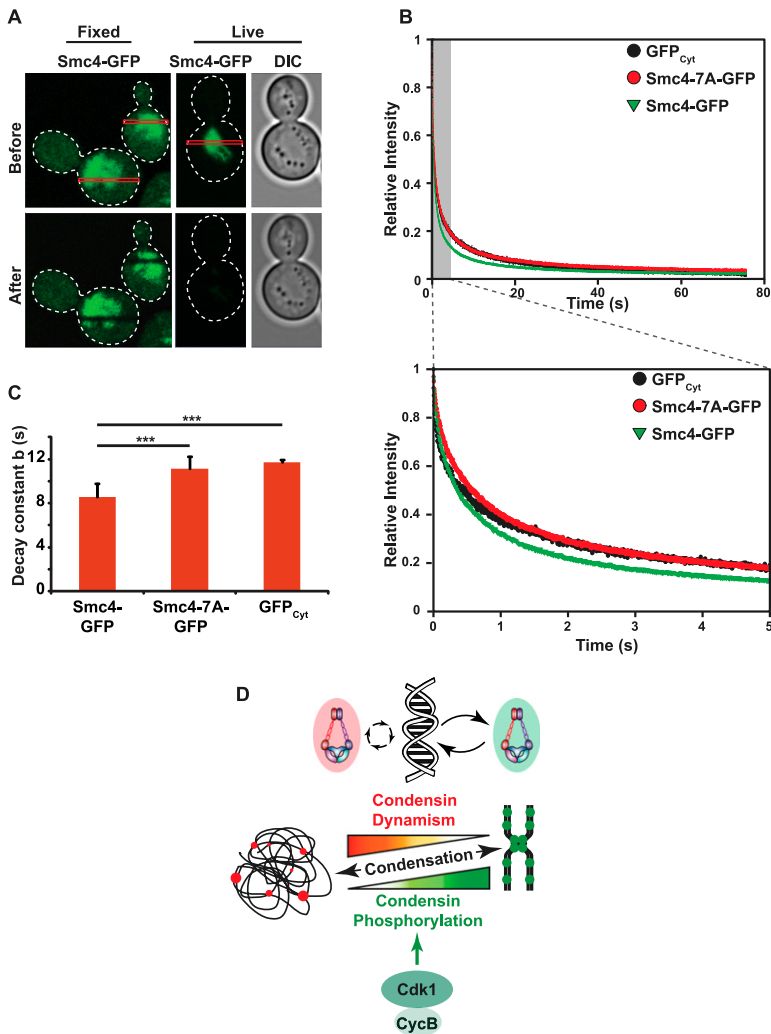 A
Fixed
Live
Smc4-GFP
Smc4-GFP
DIC
Before
After
B
Relative Intensity
1
0.8
0.6
0.4
0.2
0
0
20
40
60
80
Time (s)
GFPCyt
Smc4-7A-GFP
Smc4-GFP
Relative Intensity
1
0.8
0.6
0.4
0.2
0
0
1
2
3
4
5
Time (s)
GFPCyt
Smc4-7A-GFP
Smc4-GFP
C
Decay constant b (s)
12
8
4
0
***
***
Smc4-
GFP
Smc4-7A-
GFP
GFPCyt
D
Condensin
Dynamism
Condensation
Condensin
Phosphorylation
Cdk1
CycB